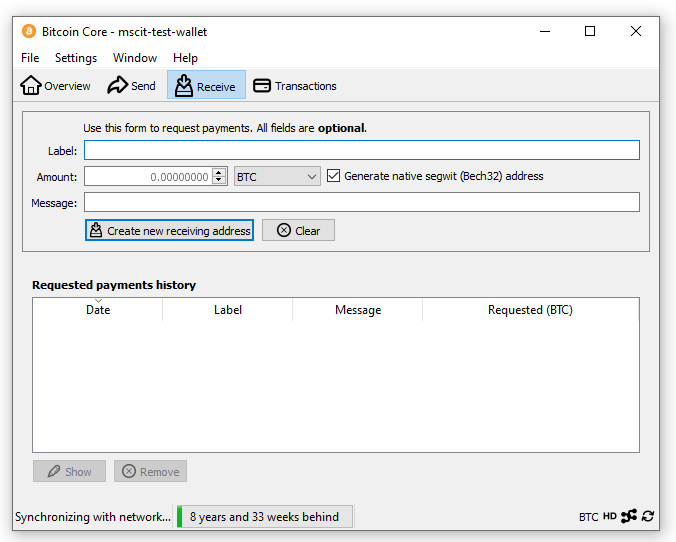 Bitcoin Core - mscit-test-wallet
File Settings Window Help
Overview Send Receive Transactions
Use this form to request payments. All fields are optional.
Label:
Amount: 0.00000000 BTC Generate native segwit (Bech32) address
Message:
Create new receiving address Clear
Requested payments history
Date Label Message Requested (BTC)
Show Remove
Synchronizing with network... 8 years and 33 weeks behind BTC HD